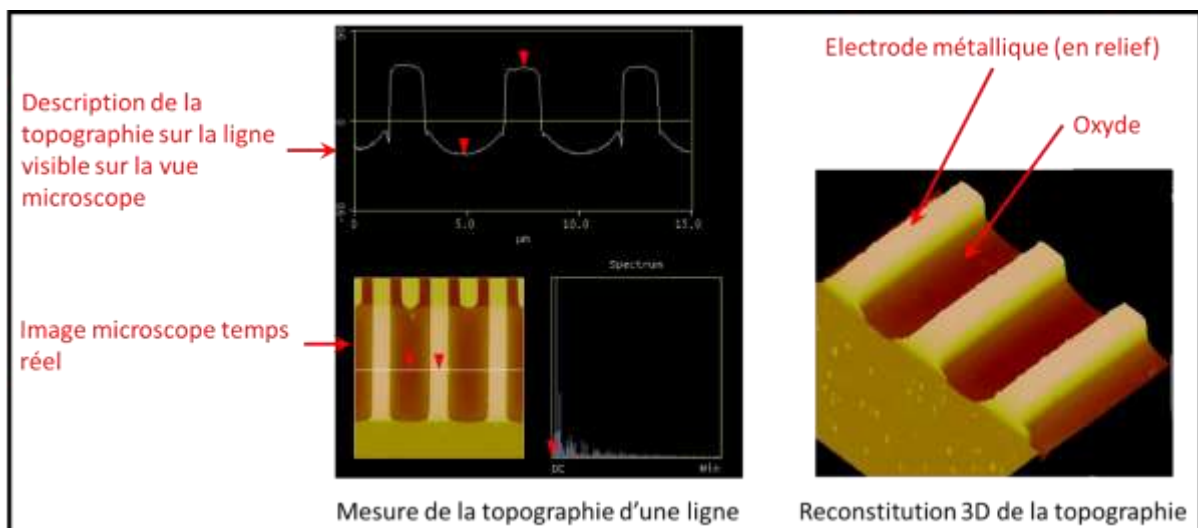 Description de la
topographie sur la ligne
visible sur la vue
microscope
Image microscope temps
réel
0
5.0
10.0
15.0
µm
Spectrum
DC
Min
Mesure de la topographie d’une ligne
Electrode métallique (en relief)
Oxyde
Reconstitution 3D de la topographie